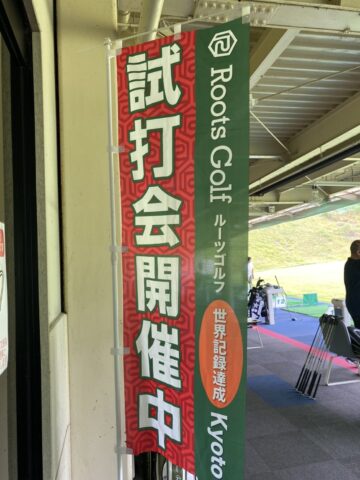 試打会開催中
Roots Golf ルーツゴルフ
世界記録達成
Kyoto